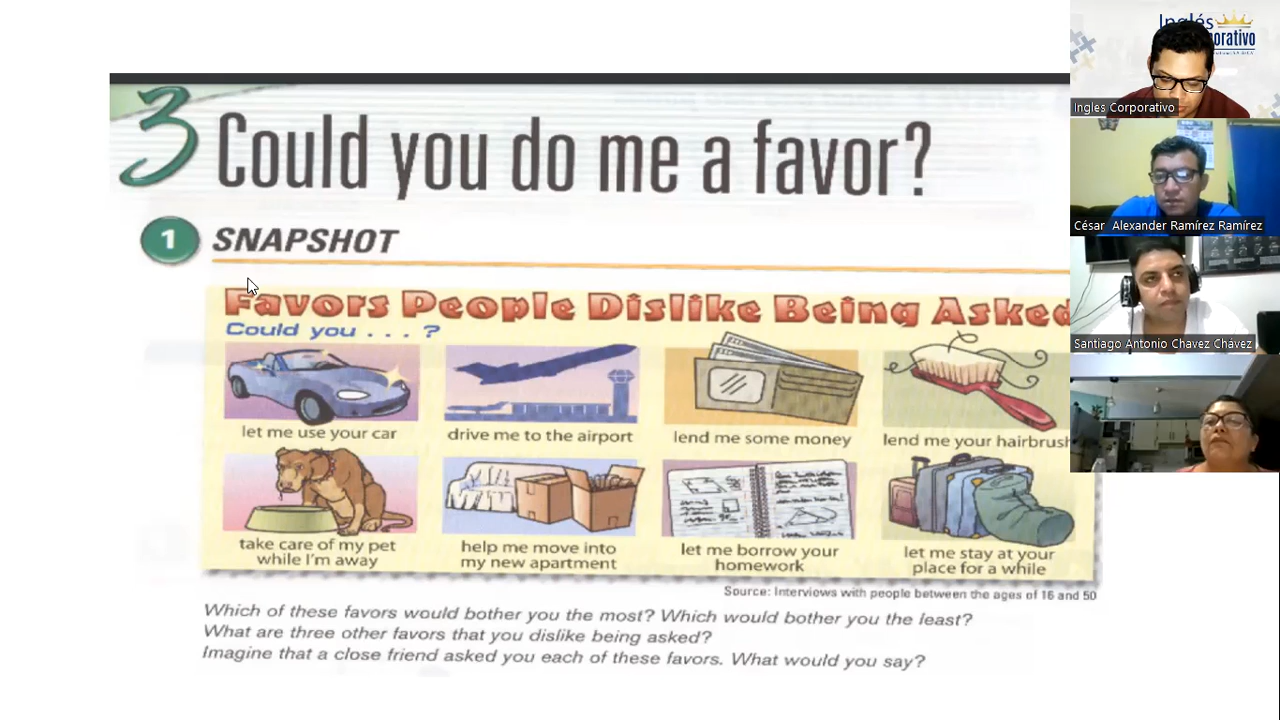 3 Could you do me a favor?
1 SNAPSHOT
Favors People Dislike Being Asked
Could you . . . ?
let me use your car
drive me to the airport
lend me some money
lend me your hairbrush
take care of my pet
while I'm away
help me move into
my new apartment
let me borrow your
homework
let me stay at your
place for a while
Source: Interviews with people between the ages of 16 and 50
Which of these favors would bother you the most? Which would bother you the least?
What are three other favors that you dislike being asked?
Imagine that a close friend asked you each of these favors. What would you say?
Inglés
Ingles Corporativo
César Alexander Ramírez Ramírez
Santiago Antonio Chavez Chávez